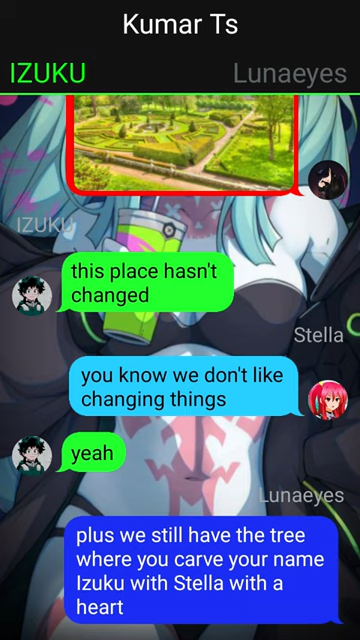 Kumar Ts
IZUKU
Lunaeyes
IZUKU
this place hasn't
changed
Stella
you know we don't like
changing things
yeah
Lunaeyes
plus we still have the tree
where you carve your name
Izuku with Stella with a
heart